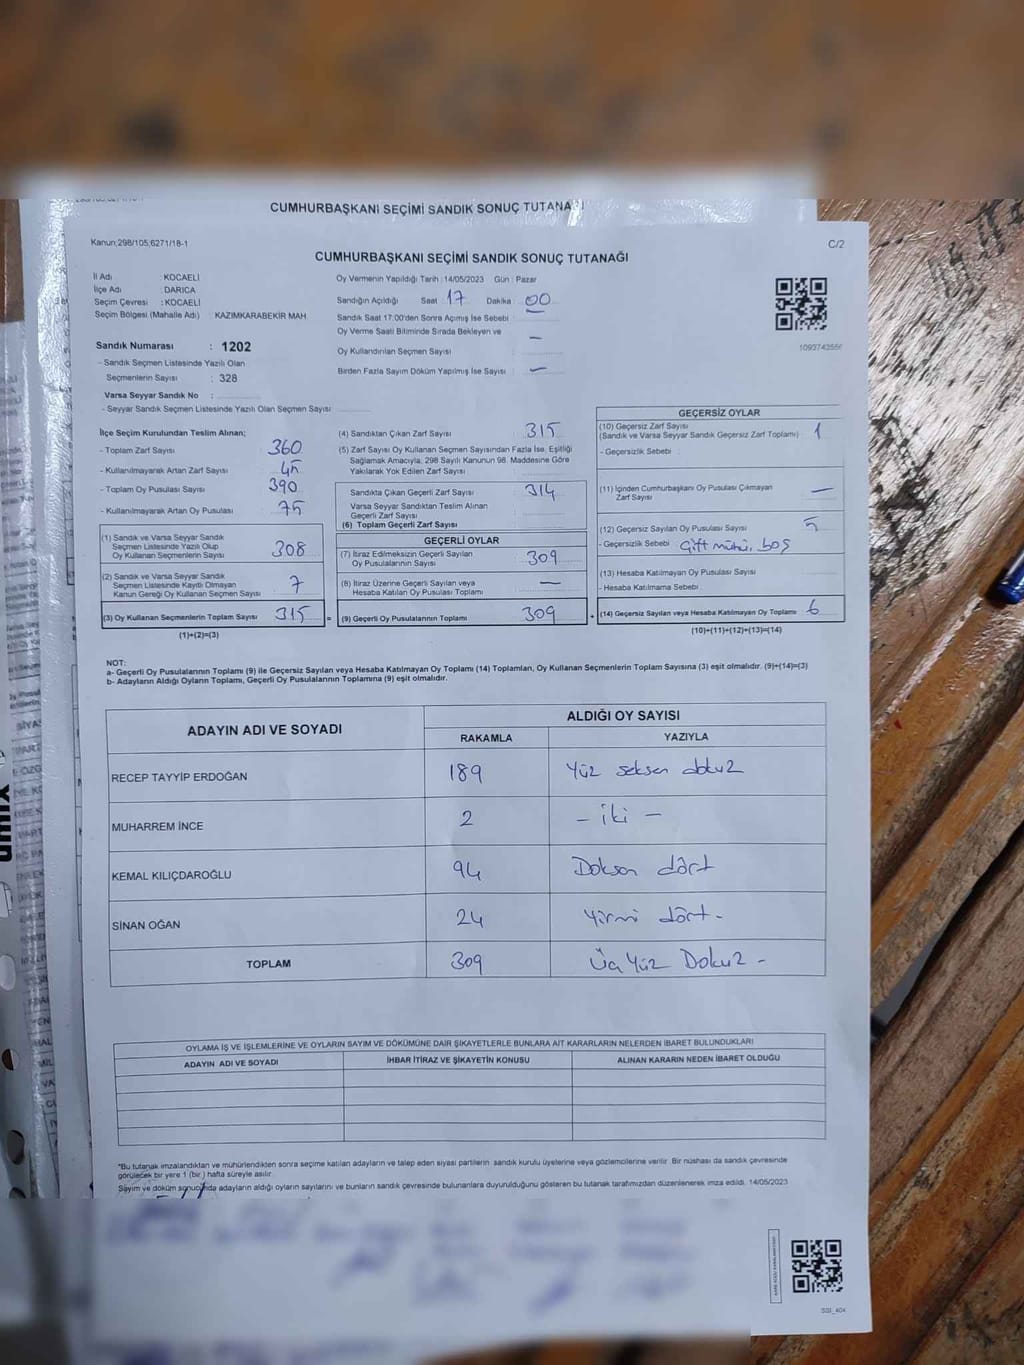 CUMHURBAŞKANI SEÇİMİ SANDIK SONUÇ TUTANA
Kanun,298/105;6271/18-1
C/2
CUMHURBAŞKANI SEÇİMİ SANDIK SONUÇ TUTANAĞI
İl Adı : KOCAELİ
İlçe Adı : DARICA
Seçim Çevresi : KOCAELİ
Seçim Bölgesi (Mahalle Adı) : KAZIMKARABEKİR MAH
Sandık Numarası : 1202
- Sandık Seçmen Listesinde Yazılı Olan
Seçmenlerin Sayısı : 328
Varsa Seyyar Sandık No :
- Seyyar Sandık Seçmen Listesinde Yazılı Olan Seçmen Sayısı :
Oy Vermenin Yapıldığı Tarih : 14/05/2023 Gün : Pazar
Sandığın Açıldığı Saat 17 Dakika : 00
Sandık Saat 17:00'den Sonra Açımış İse Sebebi :
Oy Verme Saati Bitiminde Sırada Bekleyen ve
Oy Kullandırılan Seçmen Sayısı : —
Birden Fazla Sayım Döküm Yapılmış İse Sayısı : —
İlçe Seçim Kurulundan Teslim Alınan;
- Toplam Zarf Sayısı 360
- Kullanılmayarak Artan Zarf Sayısı 45
- Toplam Oy Pusulası Sayısı 390
- Kullanılmayarak Artan Oy Pusulası 75
(1) Sandık ve Varsa Seyyar Sandık
Seçmen Listesinde Yazılı Olup
Oy Kullanan Seçmenlerin Sayısı 308
(2) Sandık ve Varsa Seyyar Sandık
Seçmen Listesinde Kayıtlı Olmayan
Kanun Gereği Oy Kullanan Seçmen Sayısı 7
(3) Oy Kullanan Seçmenlerin Toplam Sayısı 315 =
(1)+(2)=(3)
(4) Sandıktan Çıkan Zarf Sayısı 315
(5) Zarf Sayısı Oy Kullanan Seçmen Sayısından Fazla İse, Eşitliği
Sağlamak Amacıyla, 298 Sayılı Kanunun 98. Maddesine Göre
Yakılarak Yok Edilen Zarf Sayısı
Sandıkta Çıkan Geçerli Zarf Sayısı 314
Varsa Seyyar Sandıktan Teslim Alınan
Geçerli Zarf Sayısı
(6) Toplam Geçerli Zarf Sayısı
GEÇERLİ OYLAR
(7) İtiraz Edilmeksizin Geçerli Sayılan
Oy Pusulalarının Sayısı 309
(8) İtiraz Üzerine Geçerli Sayılan veya
Hesaba Katılan Oy Pusulası Toplamı —
(9) Geçerli Oy Pusulalarının Toplamı 309 +
GEÇERSİZ OYLAR
(10) Geçersiz Zarf Sayısı
(Sandık ve Varsa Seyyar Sandık Geçersiz Zarf Toplamı) 1
- Geçersizlik Sebebi :
(11) İçinden Cumhurbaşkanı Oy Pusulası Çıkmayan
Zarf Sayısı —
(12) Geçersiz Sayılan Oy Pusulası Sayısı 5
- Geçersizlik Sebebi Çift mühür, boş
(13) Hesaba Katılmayan Oy Pusulası Sayısı
- Hesaba Katılmama Sebebi
(14) Geçersiz Sayılan veya Hesaba Katılmayan Oy Toplamı 6
(10)+(11)+(12)+(13)=(14)
NOT:
a- Geçerli Oy Pusulalarının Toplamı (9) ile Geçersiz Sayılan veya Hesaba Katılmayan Oy Toplamı (14) Toplamları, Oy Kullanan Seçmenlerin Toplam Sayısına (3) eşit olmalıdır. (9)+(14)=(3)
b- Adayların Aldığı Oyların Toplamı, Geçerli Oy Pusulalarının Toplamına (9) eşit olmalıdır.
ADAYIN ADI VE SOYADI
ALDIĞI OY SAYISI
RAKAMLA YAZIYLA
RECEP TAYYİP ERDOĞAN 189 Yüz seksen dokuz
MUHARREM İNCE 2 - iki -
KEMAL KILIÇDAROĞLU 94 Doksan dört
SİNAN OĞAN 24 Yirmi dört -
TOPLAM 309 Üç Yüz Dokuz -
OYLAMA İŞ VE İŞLEMLERİNE VE OYLARIN SAYIM VE DÖKÜMÜNE DAİR ŞİKAYETLERLE BUNLARA AİT KARARLARIN NELERDEN İBARET BULUNDUKLARI
ADAYIN ADI VE SOYADI İHBAR İTİRAZ VE ŞİKAYETİN KONUSU ALINAN KARARIN NEDEN İBARET OLDUĞU
*Bu tutanak imzalandıktan ve mühürlendikten sonra seçime katılan adayların ve talep eden siyasi partilerin sandık kurulu üyelerine veya gözlemcilerine verilir. Bir nüshası da sandık çevresinde
görülecek bir yere 1 (bir) hafta süreyle asılır.
Sayım ve döküm sonucunda adayların aldığı oyların sayılarını ve bunların sandık çevresinde bulunanlara duyurulduğunu gösteren bu tutanak tarafımızdan düzenlenerek imza edildi. 14/05/2023